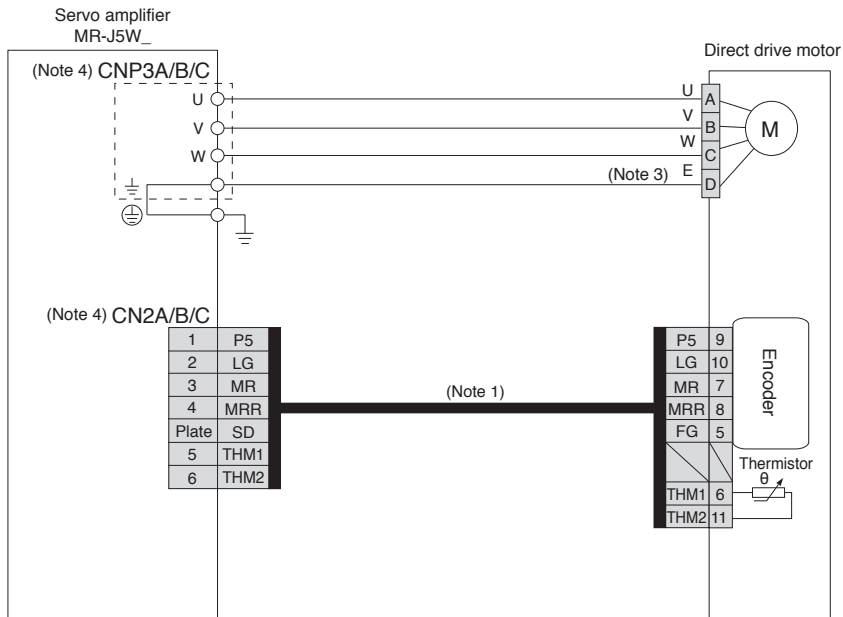 Servo amplifier
MR-J5W_
Direct drive motor
(Note 4) CNP3A/B/C
U U A
V V B M
W W C
(Note 3) E D
(Note 4) CN2A/B/C
1 P5 P5 9
2 LG LG 10
3 MR (Note 1) MR 7
4 MRR MRR 8
Plate SD FG 5
Encoder
5 THM1
6 THM2
Thermistor
θ
THM1 6
THM2 11